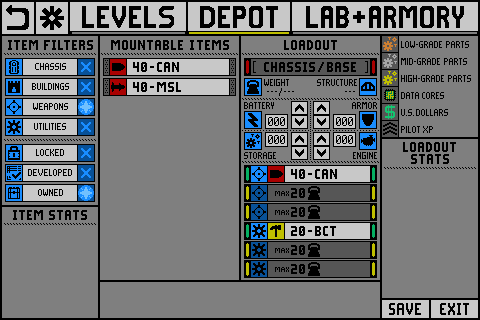 LEVELS DEPOT LAB+ARMORY
ITEM FILTERS
CHASSIS
BUILDINGS
WEAPONS
UTILITIES
LOCKED
DEVELOPED
OWNED
ITEM STATS
MOUNTABLE ITEMS
40-CAN
40-MSL
LOADOUT
[ CHASSIS/BASE ]
WEIGHT
---/---
STRUCTURE
---
BATTERY
ARMOR
000
000
000
000
STORAGE
ENGINE
40-CAN
MAX20
MAX20
20-BCT
MAX20
MAX20
LOW-GRADE PARTS
MID-GRADE PARTS
HIGH-GRADE PARTS
DATA CORES
U.S.DOLLARS
PILOT XP
LOADOUT
STATS
SAVE
EXIT